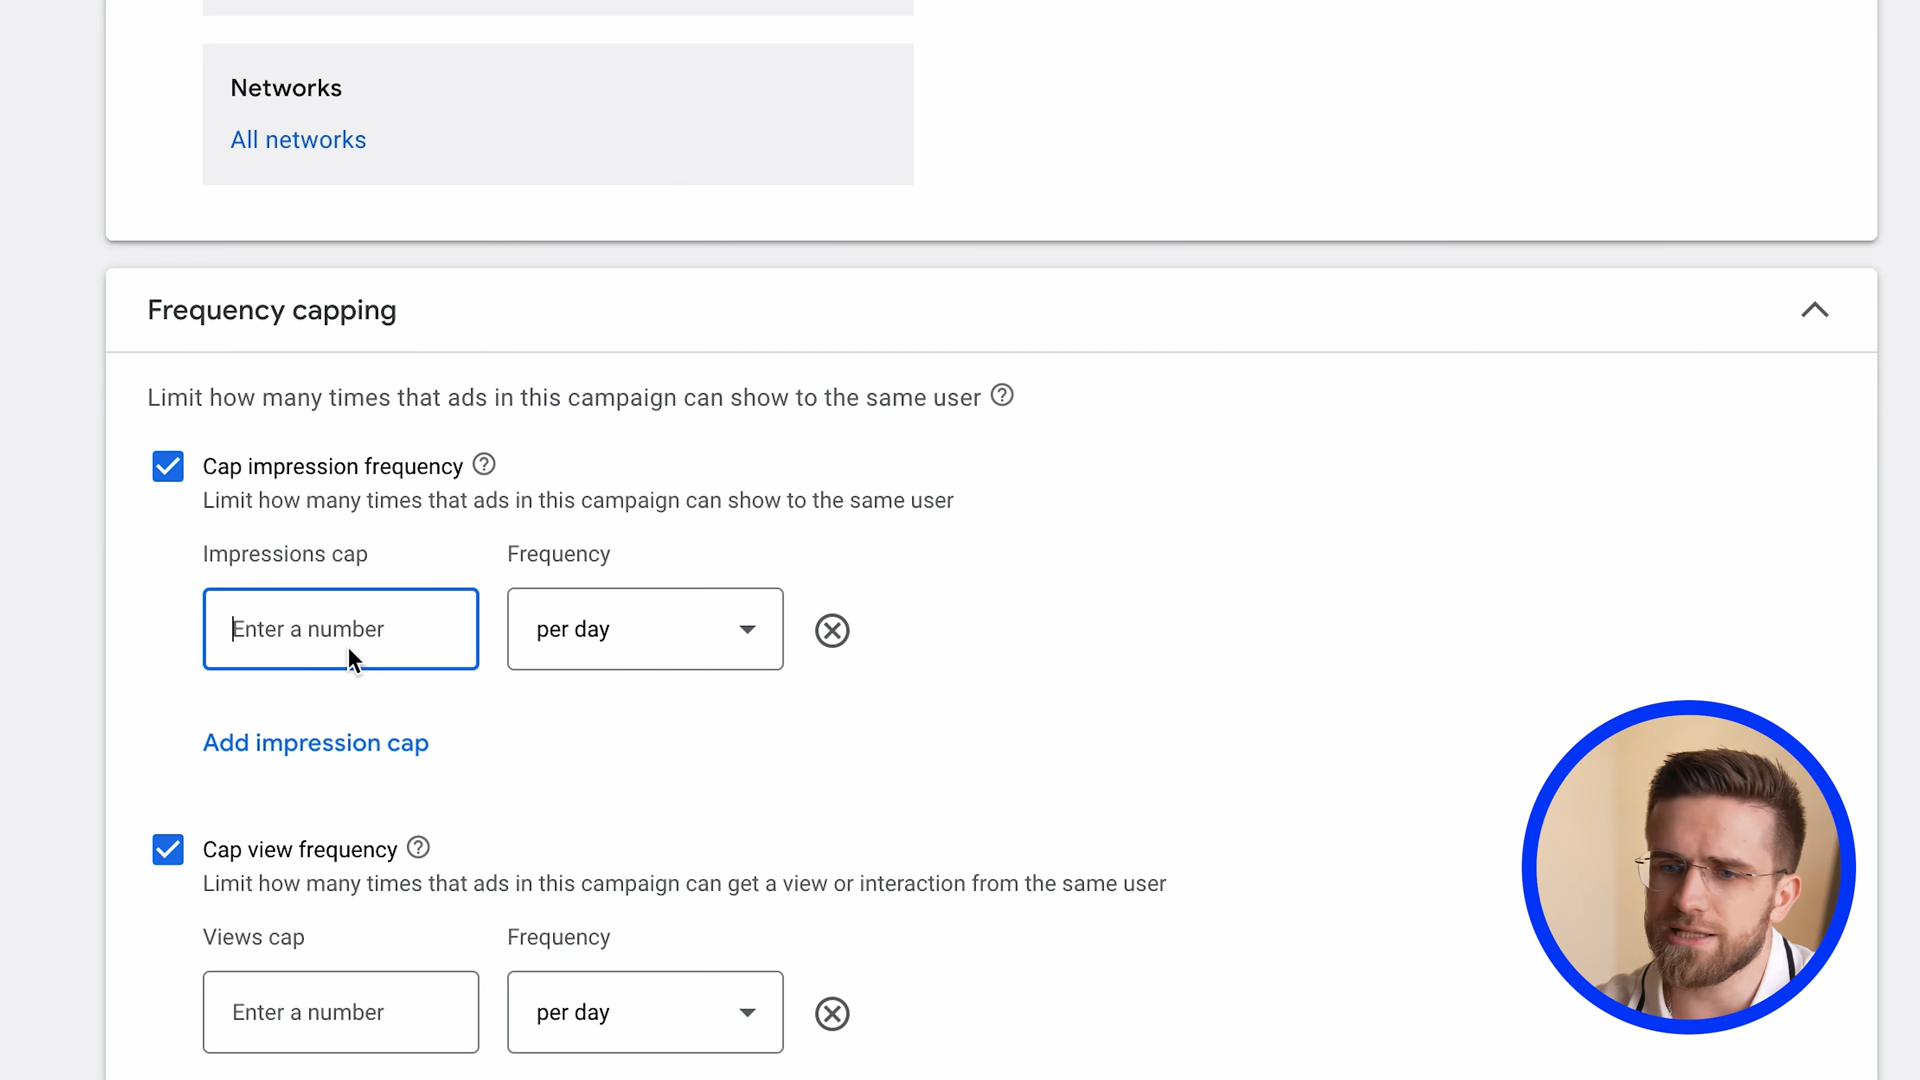 Networks
All networks
Frequency capping
Limit how many times that ads in this campaign can show to the same user
Cap impression frequency
Limit how many times that ads in this campaign can show to the same user
Impressions cap Frequency
Enter a number per day
Add impression cap
Cap view frequency
Limit how many times that ads in this campaign can get a view or interaction from the same user
Views cap Frequency
Enter a number per day